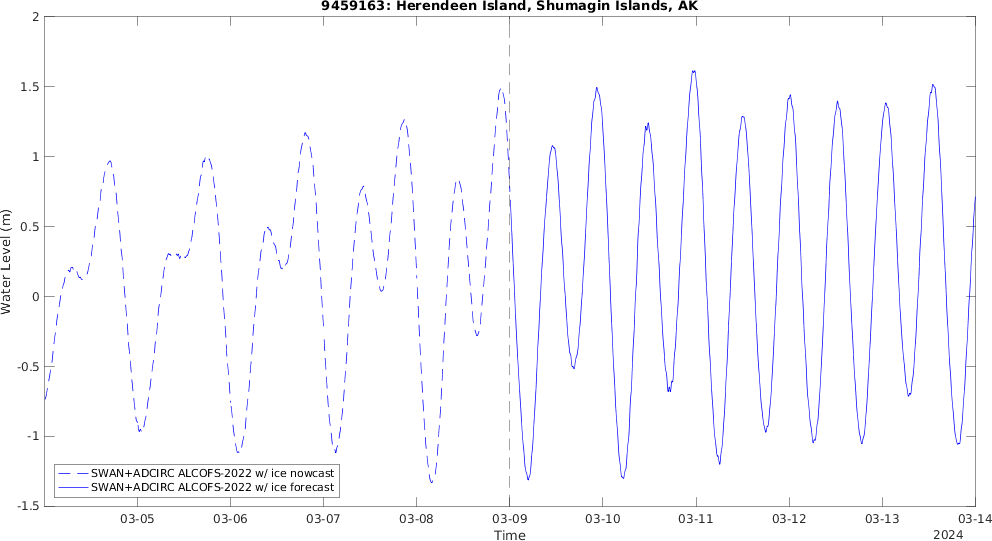 9459163: Herendeen Island, Shumagin Islands, AK
Water Level (m)
2
1.5
1
0.5
0
-0.5
-1
-1.5
SWAN+ADCIRC ALCOFS-2022 w/ ice nowcast
SWAN+ADCIRC ALCOFS-2022 w/ ice forecast
03-05 03-06 03-07 03-08 03-09 03-10 03-11 03-12 03-13 03-14
Time
2024